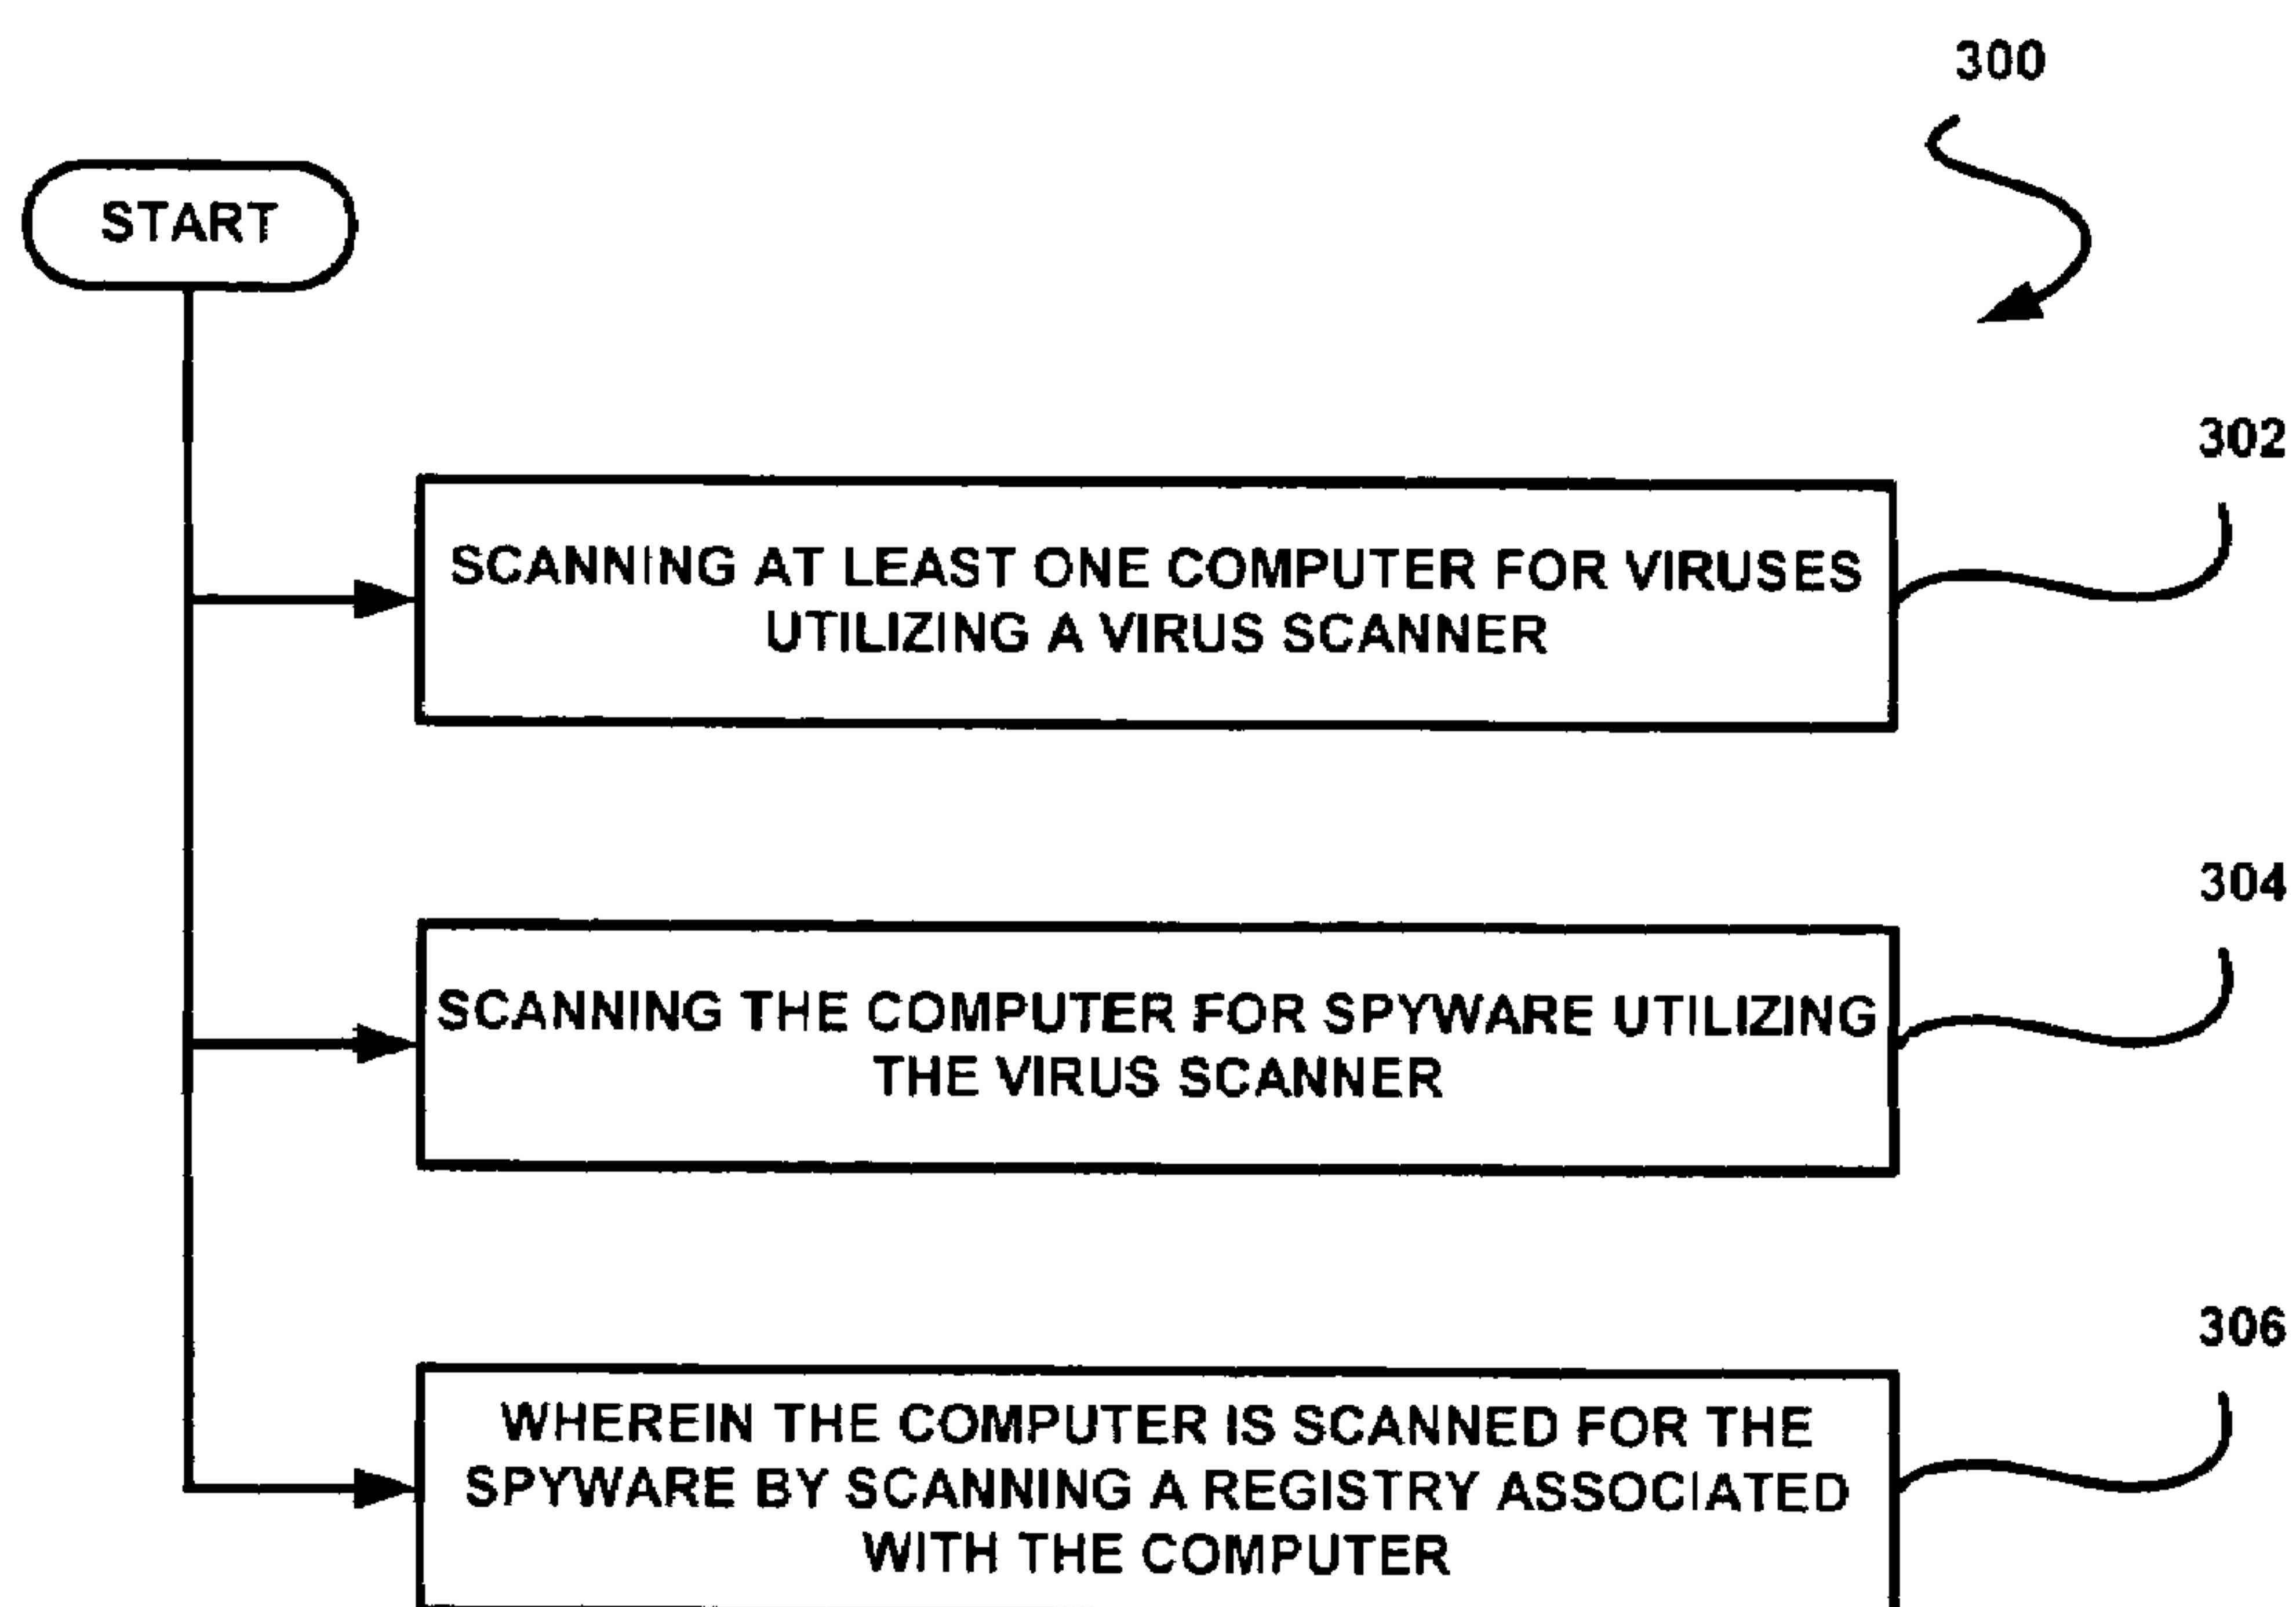 300
START
302
SCANNING AT LEAST ONE COMPUTER FOR VIRUSES
UTILIZING A VIRUS SCANNER
304
SCANNING THE COMPUTER FOR SPYWARE UTILIZING
THE VIRUS SCANNER
306
WHEREIN THE COMPUTER IS SCANNED FOR THE
SPYWARE BY SCANNING A REGISTRY ASSOCIATED
WITH THE COMPUTER